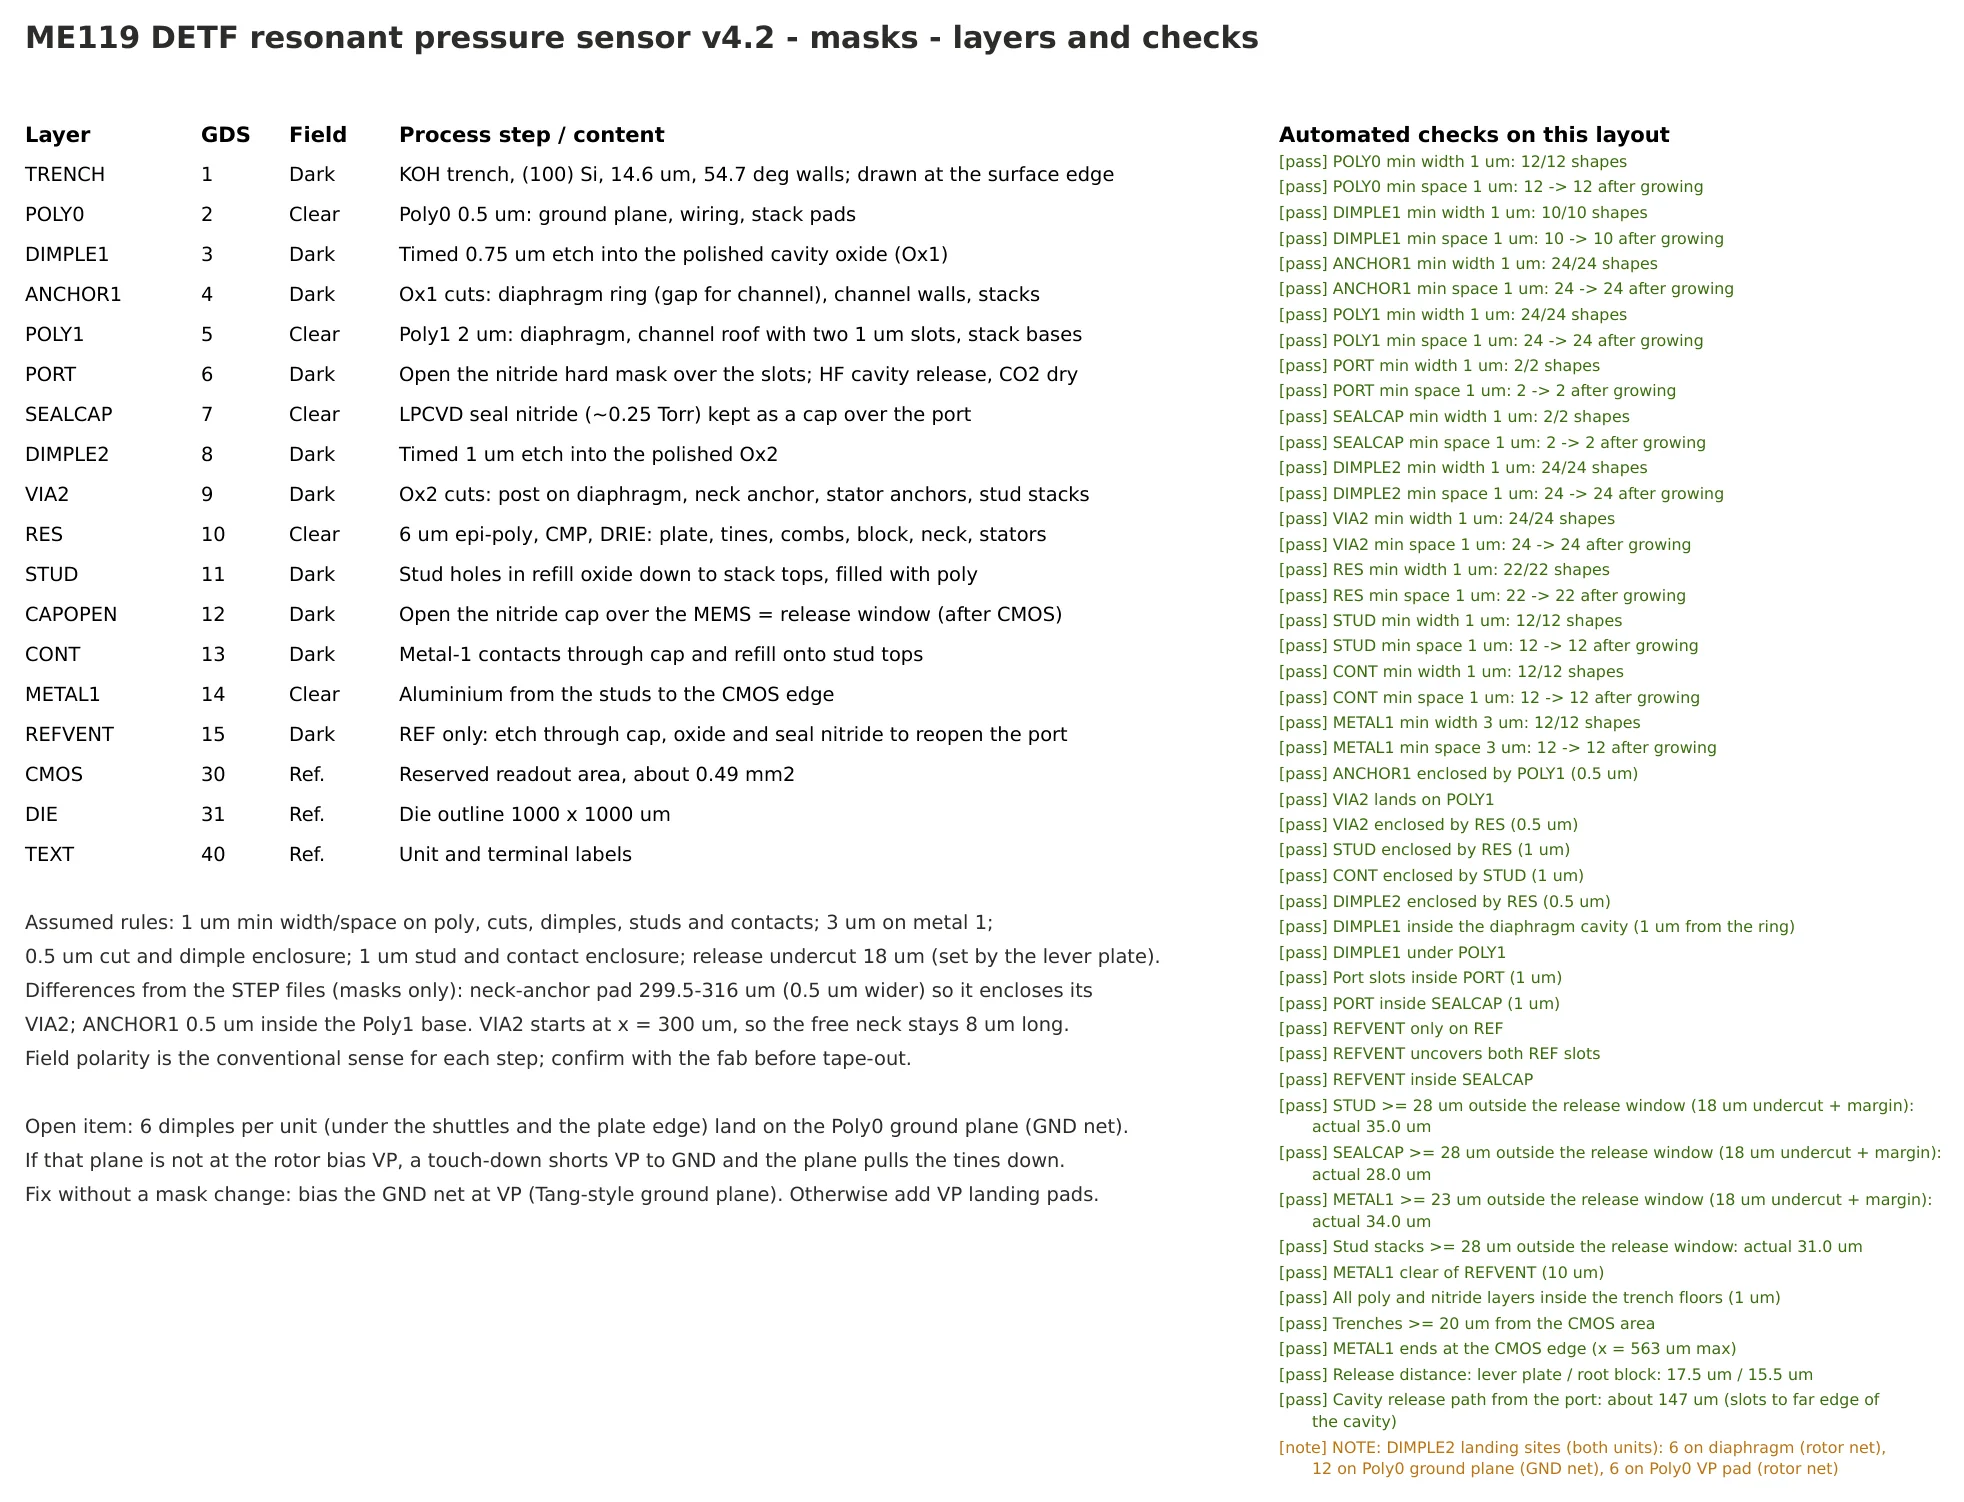 ME119 DETF resonant pressure sensor v4.2 - masks - layers and checks
Layer GDS Field Process step / content
TRENCH 1 Dark KOH trench, (100) Si, 14.6 um, 54.7 deg walls; drawn at the surface edge
POLY0 2 Clear Poly0 0.5 um: ground plane, wiring, stack pads
DIMPLE1 3 Dark Timed 0.75 um etch into the polished cavity oxide (Ox1)
ANCHOR1 4 Dark Ox1 cuts: diaphragm ring (gap for channel), channel walls, stacks
POLY1 5 Clear Poly1 2 um: diaphragm, channel roof with two 1 um slots, stack bases
PORT 6 Dark Open the nitride hard mask over the slots; HF cavity release, CO2 dry
SEALCAP 7 Clear LPCVD seal nitride (~0.25 Torr) kept as a cap over the port
DIMPLE2 8 Dark Timed 1 um etch into the polished Ox2
VIA2 9 Dark Ox2 cuts: post on diaphragm, neck anchor, stator anchors, stud stacks
RES 10 Clear 6 um epi-poly, CMP, DRIE: plate, tines, combs, block, neck, stators
STUD 11 Dark Stud holes in refill oxide down to stack tops, filled with poly
CAPOPEN 12 Dark Open the nitride cap over the MEMS = release window (after CMOS)
CONT 13 Dark Metal-1 contacts through cap and refill onto stud tops
METAL1 14 Clear Aluminium from the studs to the CMOS edge
REFVENT 15 Dark REF only: etch through cap, oxide and seal nitride to reopen the port
CMOS 30 Ref. Reserved readout area, about 0.49 mm2
DIE 31 Ref. Die outline 1000 x 1000 um
TEXT 40 Ref. Unit and terminal labels
Assumed rules: 1 um min width/space on poly, cuts, dimples, studs and contacts; 3 um on metal 1;
0.5 um cut and dimple enclosure; 1 um stud and contact enclosure; release undercut 18 um (set by the lever plate).
Differences from the STEP files (masks only): neck-anchor pad 299.5-316 um (0.5 um wider) so it encloses its
VIA2; ANCHOR1 0.5 um inside the Poly1 base. VIA2 starts at x = 300 um, so the free neck stays 8 um long.
Field polarity is the conventional sense for each step; confirm with the fab before tape-out.
Open item: 6 dimples per unit (under the shuttles and the plate edge) land on the Poly0 ground plane (GND net).
If that plane is not at the rotor bias VP, a touch-down shorts VP to GND and the plane pulls the tines down.
Fix without a mask change: bias the GND net at VP (Tang-style ground plane). Otherwise add VP landing pads.
Automated checks on this layout
[pass] POLY0 min width 1 um: 12/12 shapes
[pass] POLY0 min space 1 um: 12 -> 12 after growing
[pass] DIMPLE1 min width 1 um: 10/10 shapes
[pass] DIMPLE1 min space 1 um: 10 -> 10 after growing
[pass] ANCHOR1 min width 1 um: 24/24 shapes
[pass] ANCHOR1 min space 1 um: 24 -> 24 after growing
[pass] POLY1 min width 1 um: 24/24 shapes
[pass] POLY1 min space 1 um: 24 -> 24 after growing
[pass] PORT min width 1 um: 2/2 shapes
[pass] PORT min space 1 um: 2 -> 2 after growing
[pass] SEALCAP min width 1 um: 2/2 shapes
[pass] SEALCAP min space 1 um: 2 -> 2 after growing
[pass] DIMPLE2 min width 1 um: 24/24 shapes
[pass] DIMPLE2 min space 1 um: 24 -> 24 after growing
[pass] VIA2 min width 1 um: 24/24 shapes
[pass] VIA2 min space 1 um: 24 -> 24 after growing
[pass] RES min width 1 um: 22/22 shapes
[pass] RES min space 1 um: 22 -> 22 after growing
[pass] STUD min width 1 um: 12/12 shapes
[pass] STUD min space 1 um: 12 -> 12 after growing
[pass] CONT min width 1 um: 12/12 shapes
[pass] CONT min space 1 um: 12 -> 12 after growing
[pass] METAL1 min width 3 um: 12/12 shapes
[pass] METAL1 min space 3 um: 12 -> 12 after growing
[pass] ANCHOR1 enclosed by POLY1 (0.5 um)
[pass] VIA2 lands on POLY1
[pass] VIA2 enclosed by RES (0.5 um)
[pass] STUD enclosed by RES (1 um)
[pass] CONT enclosed by STUD (1 um)
[pass] DIMPLE2 enclosed by RES (0.5 um)
[pass] DIMPLE1 inside the diaphragm cavity (1 um from the ring)
[pass] DIMPLE1 under POLY1
[pass] Port slots inside PORT (1 um)
[pass] PORT inside SEALCAP (1 um)
[pass] REFVENT only on REF
[pass] REFVENT uncovers both REF slots
[pass] REFVENT inside SEALCAP
[pass] STUD >= 28 um outside the release window (18 um undercut + margin):
actual 35.0 um
[pass] SEALCAP >= 28 um outside the release window (18 um undercut + margin):
actual 28.0 um
[pass] METAL1 >= 23 um outside the release window (18 um undercut + margin):
actual 34.0 um
[pass] Stud stacks >= 28 um outside the release window: actual 31.0 um
[pass] METAL1 clear of REFVENT (10 um)
[pass] All poly and nitride layers inside the trench floors (1 um)
[pass] Trenches >= 20 um from the CMOS area
[pass] METAL1 ends at the CMOS edge (x = 563 um max)
[pass] Release distance: lever plate / root block: 17.5 um / 15.5 um
[pass] Cavity release path from the port: about 147 um (slots to far edge of
the cavity)
[note] NOTE: DIMPLE2 landing sites (both units): 6 on diaphragm (rotor net),
12 on Poly0 ground plane (GND net), 6 on Poly0 VP pad (rotor net)